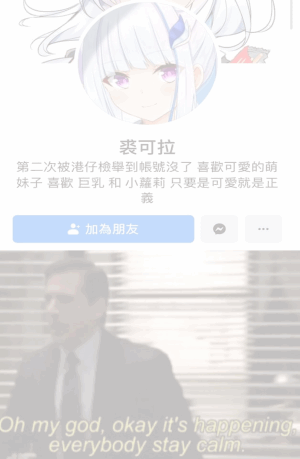 裘可拉
第二次被港仔檢舉到帳號沒了 喜歡可愛的萌
妹子 喜歡 巨乳 和 小蘿莉 只要是可愛就是正
義
加為朋友
Oh my god, okay it's happening,
everybody stay calm.